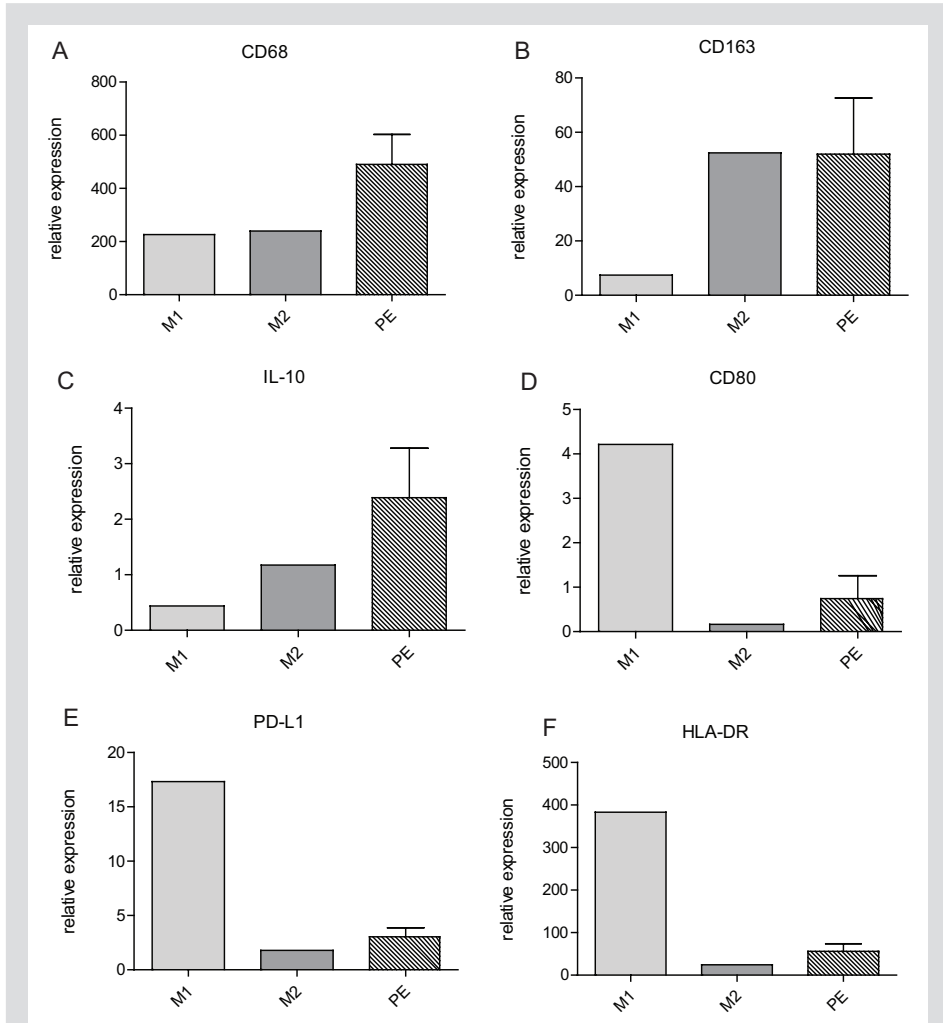 A
CD68
relative expression
800
600
400
200
0
M1
M2
PE
B
CD163
relative expression
80
60
40
20
0
M1
M2
PE
C
IL-10
relative expression
4
3
2
1
0
M1
M2
PE
D
CD80
relative expression
5
4
3
2
1
0
M1
M2
PE
E
PD-L1
relative expression
20
15
10
5
0
M1
M2
PE
F
HLA-DR
relative expression
500
400
300
200
100
0
M1
M2
PE